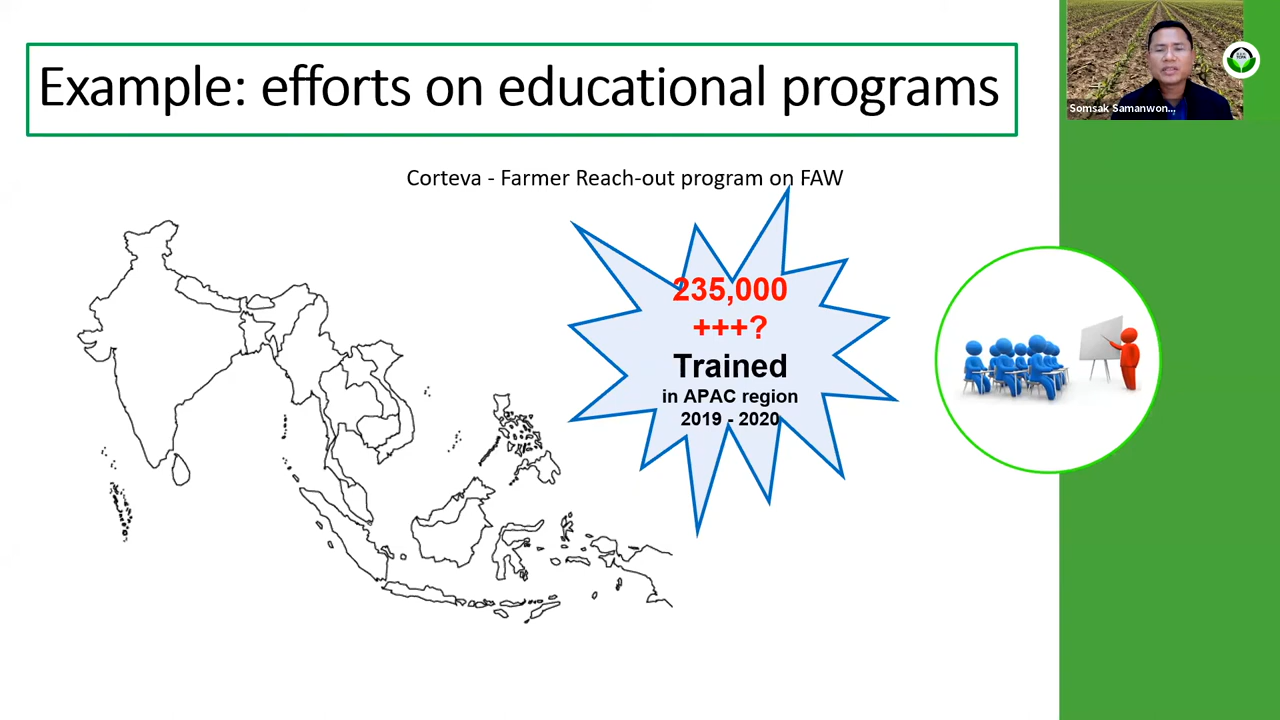 Example: efforts on educational programs
Somsak Samanwon...
Corteva - Farmer Reach-out program on FAW
235,000
+++?
Trained
in APAC region
2019 - 2020